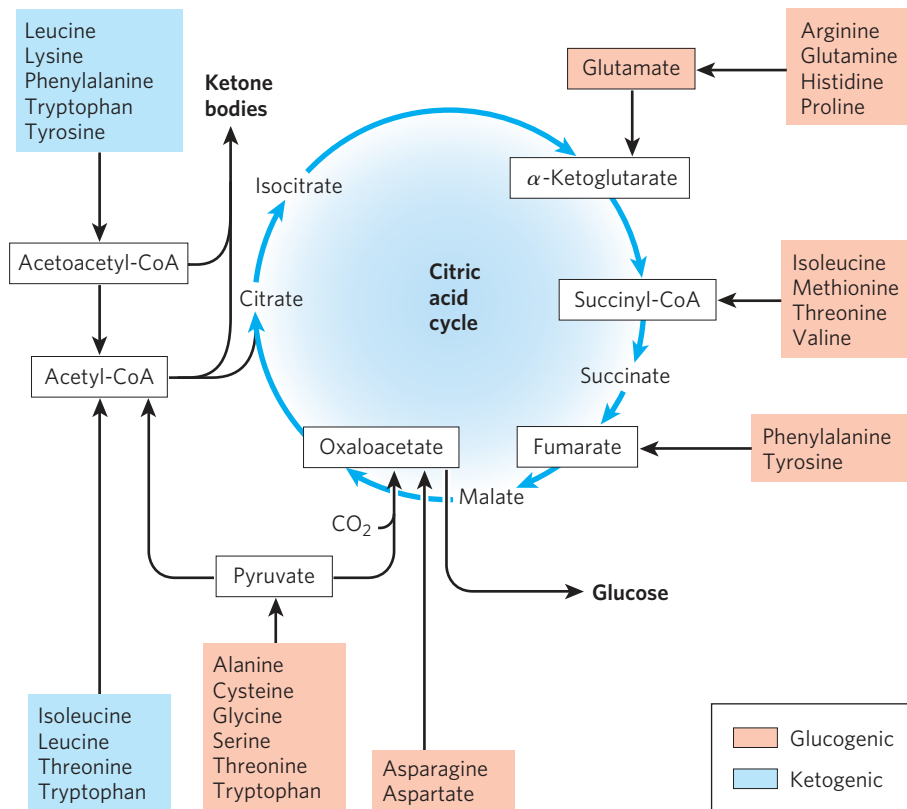 Leucine
Lysine
Phenylalanine
Tryptophan
Tyrosine
Ketone
bodies
Glutamate
Arginine
Glutamine
Histidine
Proline
Isocitrate
α-Ketoglutarate
Acetoacetyl-CoA
Citrate
Citric
acid
cycle
Succinyl-CoA
Isoleucine
Methionine
Threonine
Valine
Acetyl-CoA
Succinate
Oxaloacetate
Fumarate
Phenylalanine
Tyrosine
Malate
CO₂
Pyruvate
Glucose
Isoleucine
Leucine
Threonine
Tryptophan
Alanine
Cysteine
Glycine
Serine
Threonine
Tryptophan
Asparagine
Aspartate
Glucogenic
Ketogenic